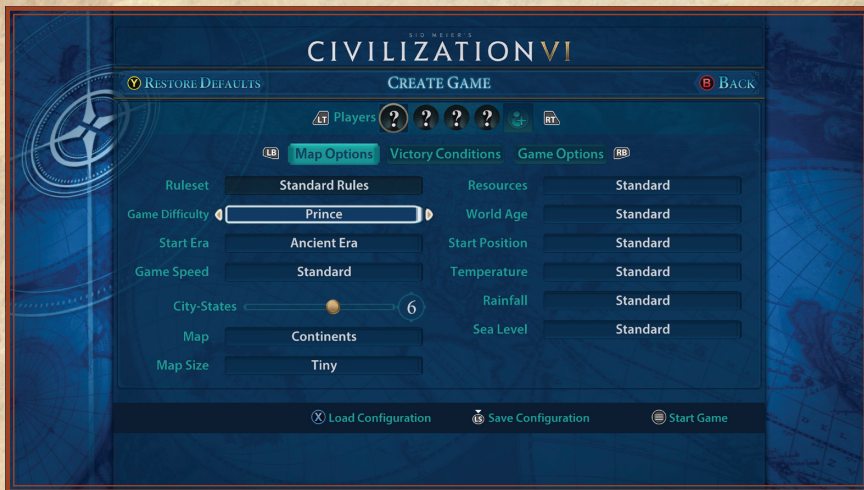 SID MEIER'S
CIVILIZATION VI
Y RESTORE DEFAULTS CREATE GAME B BACK
LT Players ? ? ? ? RT
LB Map Options Victory Conditions Game Options RB
Ruleset Standard Rules Resources Standard
Game Difficulty Prince World Age Standard
Start Era Ancient Era Start Position Standard
Game Speed Standard Temperature Standard
City-States 6 Rainfall Standard
Map Continents Sea Level Standard
Map Size Tiny
X Load Configuration LS Save Configuration Start Game